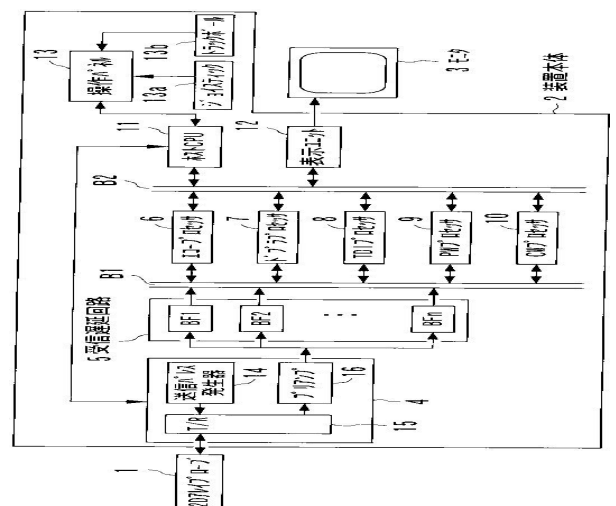 1
2Dアレイプローブ
T/R
15
送信パルス
発生器
14
プリアンプ
16
4
5 受信遅延回路
BF1
BF2
BFn
B1
B2
6
エコープロセッサ
7
ドプラプロセッサ
8
TDIプロセッサ
9
PWプロセッサ
10
CWプロセッサ
11
ホストCPU
12
表示ユニット
13
操作パネル
13a
ジョイスティック
13b
トラックボール
3 モニタ
2 装置本体